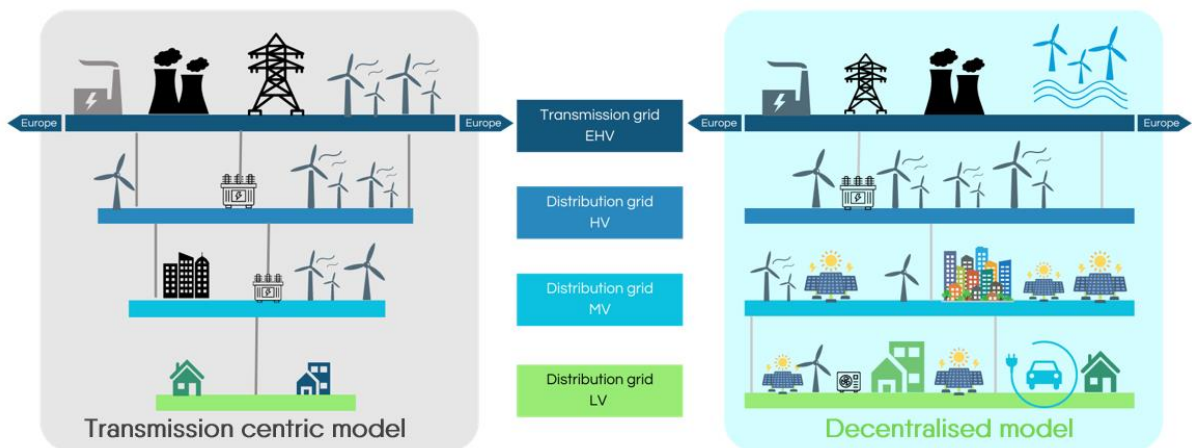 Europe
Europe
Transmission grid
EHV
Europe
Europe
Distribution grid
HV
Distribution grid
MV
Distribution grid
LV
Transmission centric model
Decentralised model